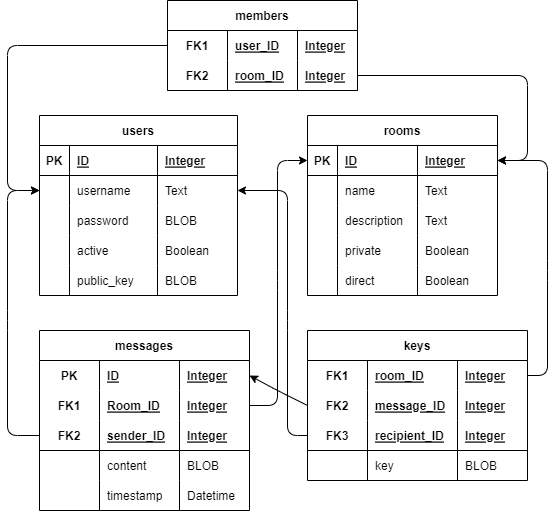 members
FK1 user_ID Integer
FK2 room_ID Integer
users
PK ID Integer
username Text
password BLOB
active Boolean
public_key BLOB
rooms
PK ID Integer
name Text
description Text
private Boolean
direct Boolean
messages
PK ID Integer
FK1 Room_ID Integer
FK2 sender_ID Integer
content BLOB
timestamp Datetime
keys
FK1 room_ID Integer
FK2 message_ID Integer
FK3 recipient_ID Integer
key BLOB